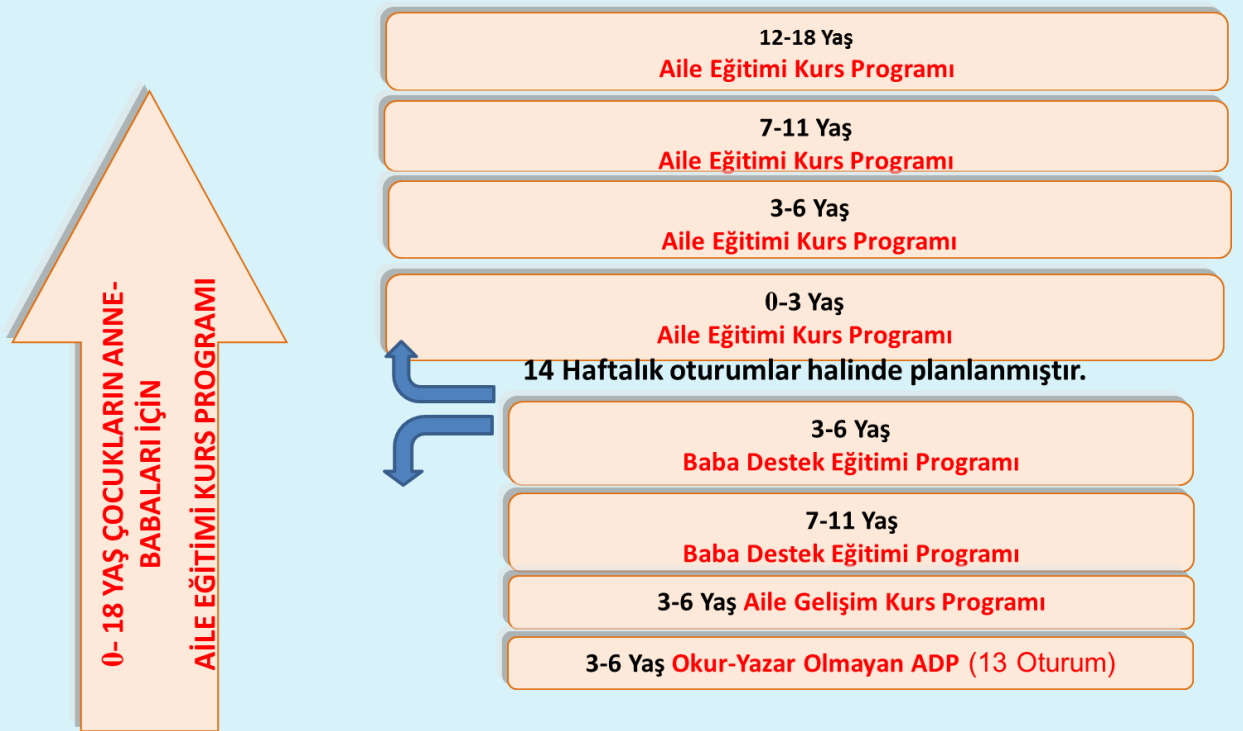 0- 18 YAŞ ÇOCUKLARIN ANNE-
BABALARI İÇİN
AİLE EĞİTİMİ KURS PROGRAMI
12-18 Yaş
Aile Eğitimi Kurs Programı
7-11 Yaş
Aile Eğitimi Kurs Programı
3-6 Yaş
Aile Eğitimi Kurs Programı
0-3 Yaş
Aile Eğitimi Kurs Programı
14 Haftalık oturumlar halinde planlanmıştır.
3-6 Yaş
Baba Destek Eğitimi Programı
7-11 Yaş
Baba Destek Eğitimi Programı
3-6 Yaş Aile Gelişim Kurs Programı
3-6 Yaş Okur-Yazar Olmayan ADP (13 Oturum)